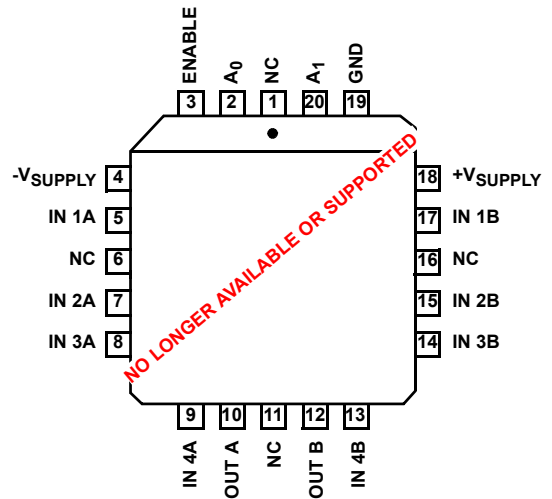 ENABLE
A0
NC
A1
GND
3
2
1
20
19
-VSUPPLY
4
18
+VSUPPLY
IN 1A
5
17
IN 1B
NC
6
16
NC
IN 2A
7
15
IN 2B
IN 3A
8
14
IN 3B
NO LONGER AVAILABLE OR SUPPORTED
9
10
11
12
13
IN 4A
OUT A
NC
OUT B
IN 4B